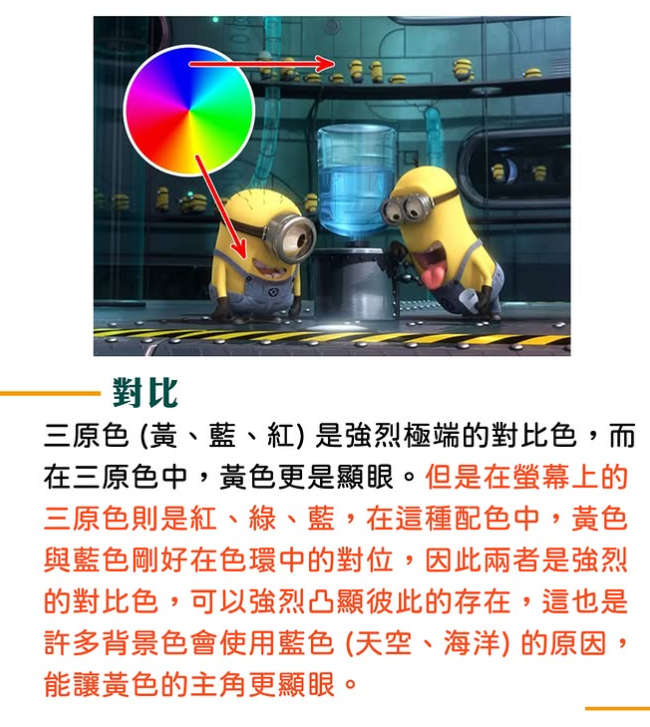 對比
三原色 (黃、藍、紅) 是強烈極端的對比色，而
在三原色中，黃色更是顯眼。但是在螢幕上的
三原色則是紅、綠、藍，在這種配色中，黃色
與藍色剛好在色環中的對位，因此兩者是強烈
的對比色，可以強烈凸顯彼此的存在，這也是
許多背景色會使用藍色 (天空、海洋) 的原因，
能讓黃色的主角更顯眼。